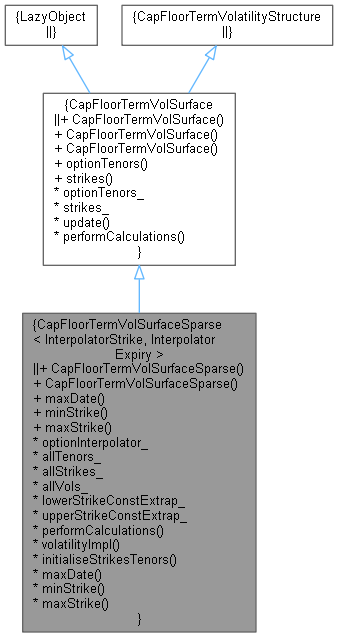 {LazyObject
||}
{CapFloorTermVolatilityStructure
||}
{CapFloorTermVolSurface
||+ CapFloorTermVolSurface()
+ CapFloorTermVolSurface()
+ CapFloorTermVolSurface()
+ optionTenors()
+ strikes()
* optionTenors_
* strikes_
* update()
* performCalculations()
}
{CapFloorTermVolSurfaceSparse
< InterpolatorStrike, Interpolator
Expiry >
||+ CapFloorTermVolSurfaceSparse()
+ CapFloorTermVolSurfaceSparse()
+ maxDate()
+ minStrike()
+ maxStrike()
* optionInterpolator_
* allTenors_
* allStrikes_
* allVols_
* lowerStrikeConstExtrap_
* upperStrikeConstExtrap_
* performCalculations()
* volatilityImpl()
* initialiseStrikesTenors()
* maxDate()
* minStrike()
* maxStrike()
}